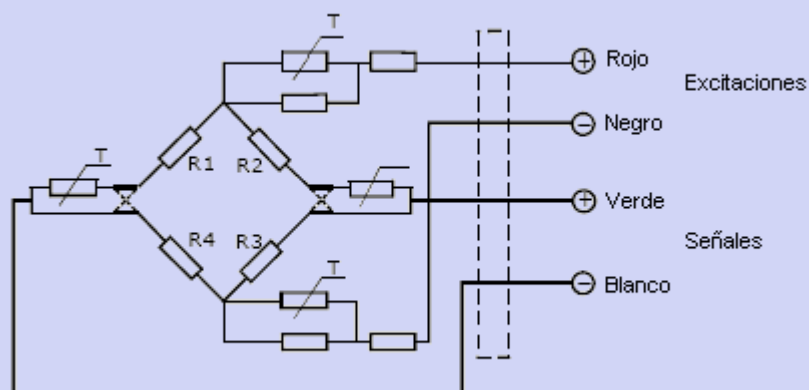 T
Rojo
Excitaciones
Negro
T
R1
R2
Verde
Señales
R4
R3
T
Blanco